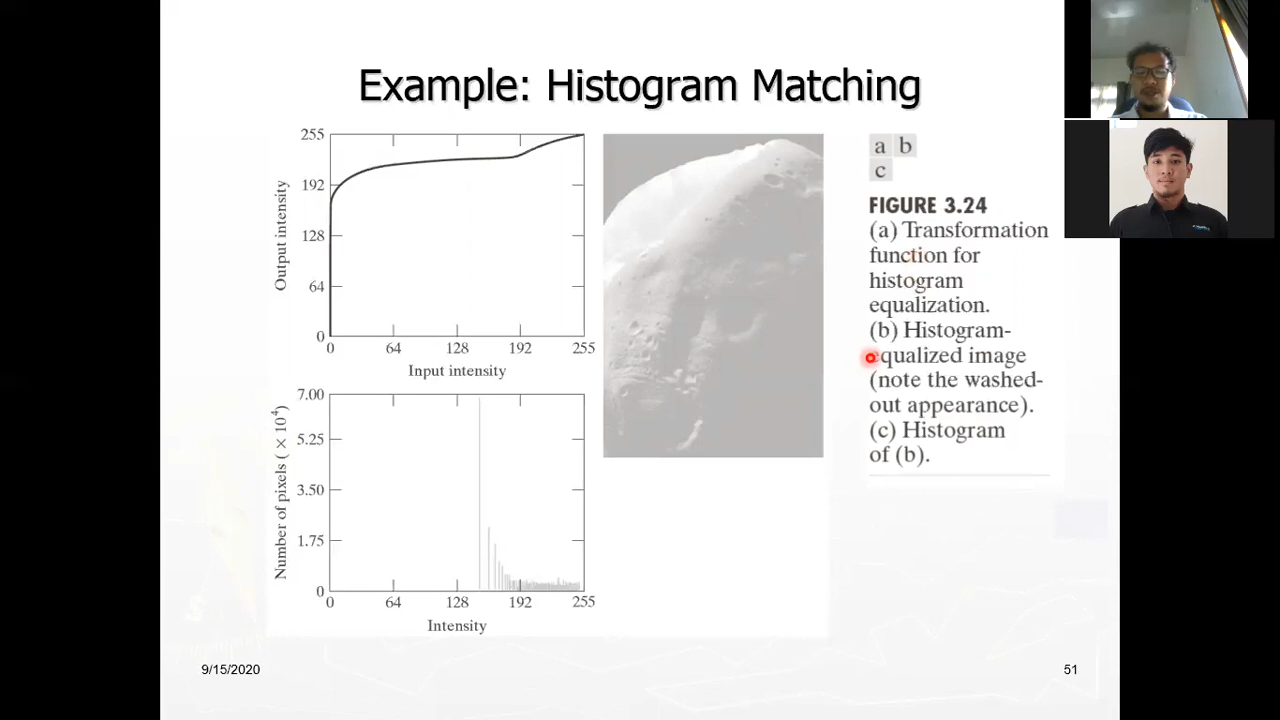 Example: Histogram Matching
255
192
128
64
0
Output intensity
0 64 128 192 255
Input intensity
7.00
5.25
3.50
1.75
0
Number of pixels ( × 10⁴)
0 64 128 192 255
Intensity
a b
c
FIGURE 3.24
(a) Transformation
function for
histogram
equalization.
(b) Histogram-
equalized image
(note the washed-
out appearance).
(c) Histogram
of (b).
9/15/2020
51